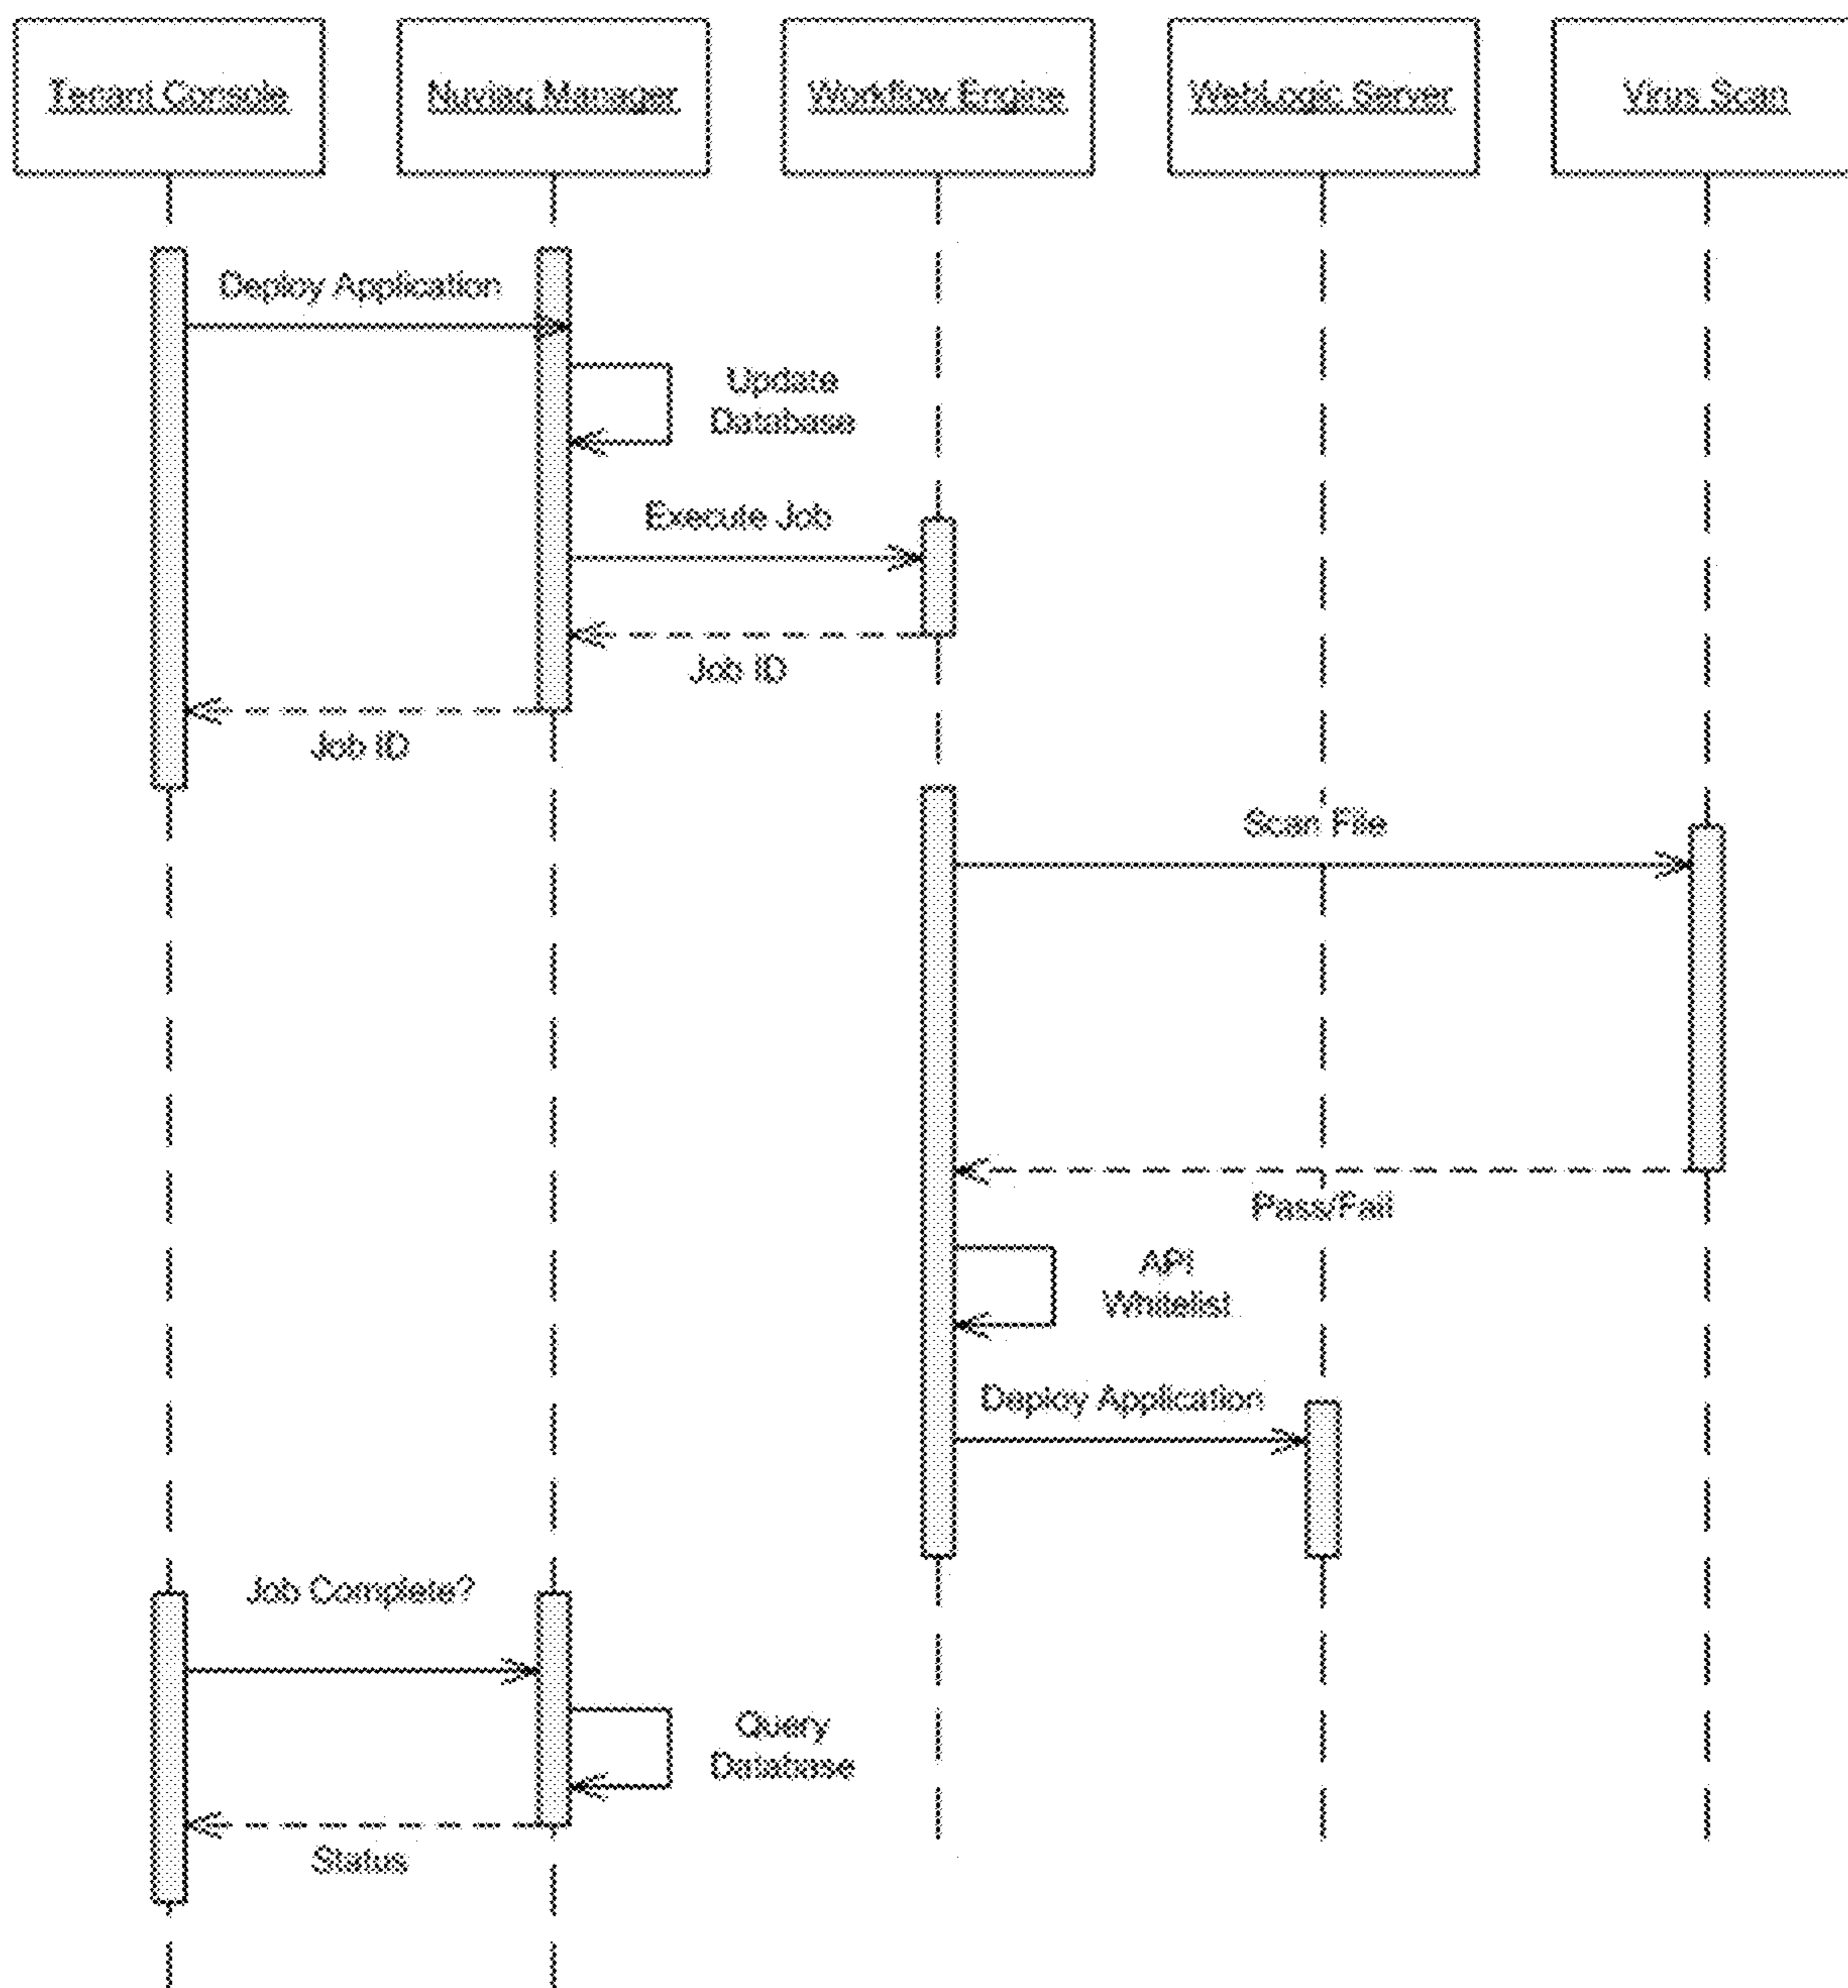 Tenant Console
Nuviaq Manager
Workflow Engine
WebLogic Server
Virus Scan
Deploy Application
Update
Database
Execute Job
Job ID
Job ID
Scan File
Pass/Fail
API
Whitelist
Deploy Application
Job Complete?
Query
Database
Status